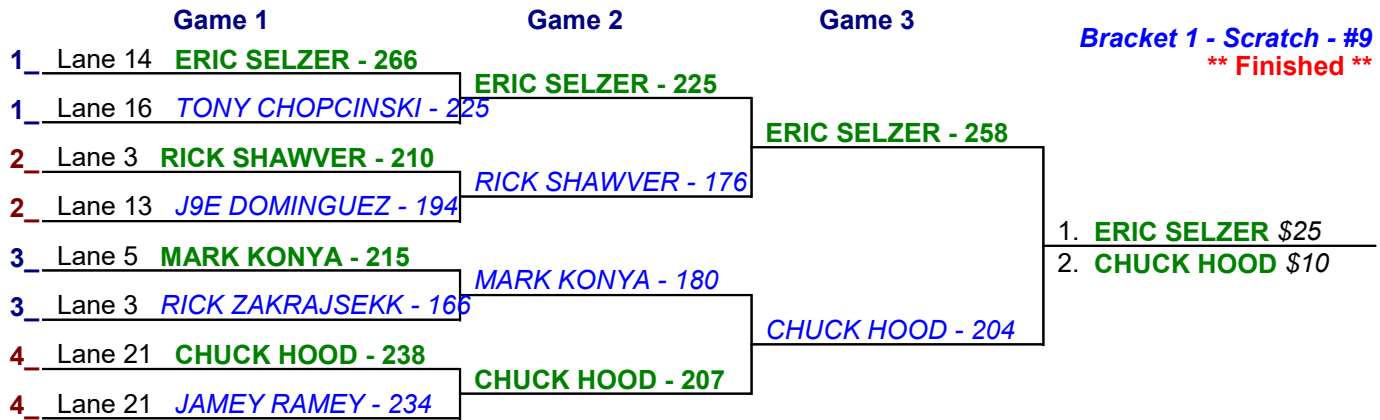 Game 1 Game 2 Game 3
Bracket 1 - Scratch - #9
** Finished **
1_ Lane 14 ERIC SELZER - 266
ERIC SELZER - 225
1_ Lane 16 TONY CHOPCINSKI - 225
ERIC SELZER - 258
2_ Lane 3 RICK SHAWVER - 210
RICK SHAWVER - 176
2_ Lane 13 J9E DOMINGUEZ - 194
1. ERIC SELZER $25
3_ Lane 5 MARK KONYA - 215
2. CHUCK HOOD $10
MARK KONYA - 180
3_ Lane 3 RICK ZAKRAJSEKK - 166
CHUCK HOOD - 204
4_ Lane 21 CHUCK HOOD - 238
CHUCK HOOD - 207
4_ Lane 21 JAMEY RAMEY - 234